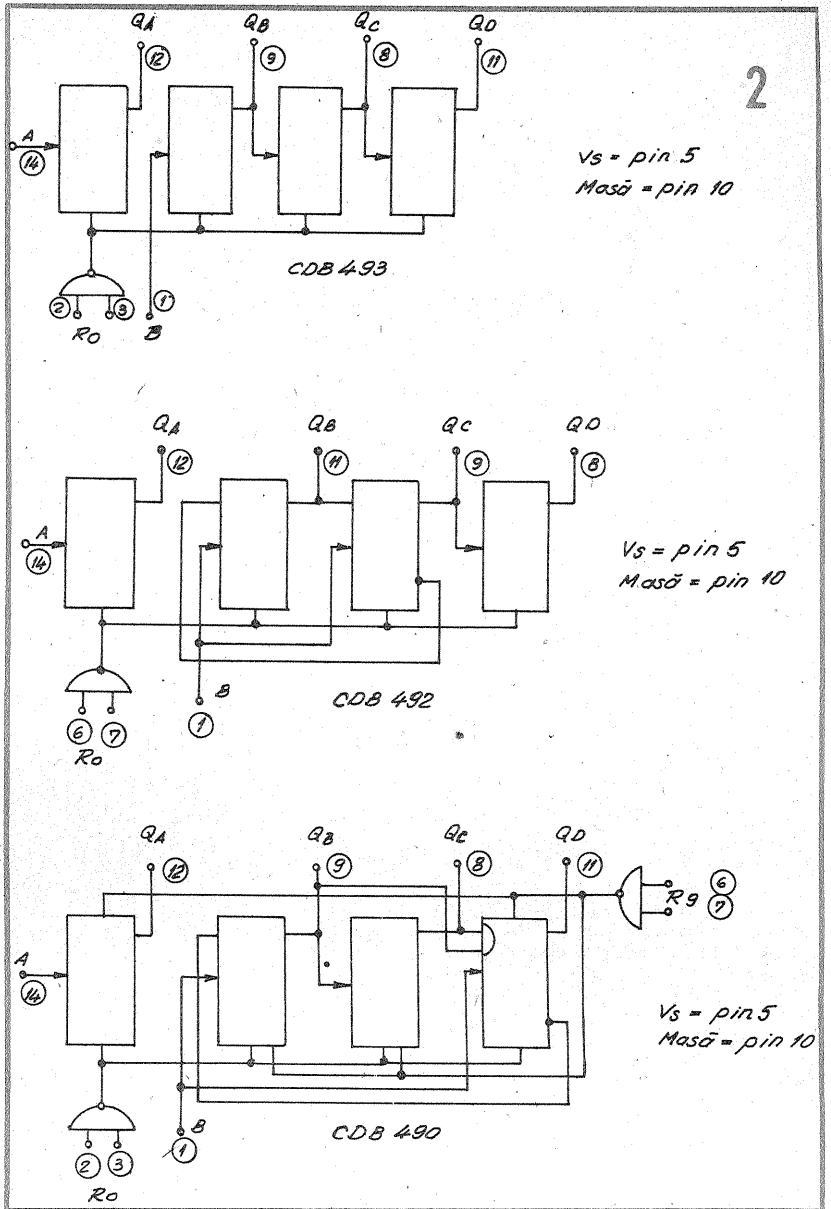 2
QA QB QC QD
12 9 8 11
A
14
Vs = pin 5
Masă = pin 10
CDB 493
2 3 1
R0 B
QA QB QC QD
12 11 9 8
A
14
Vs = pin 5
Masă = pin 10
B
CDB 492
6 7 1
R0
QA QB QC QD
12 9 8 11
6
R9
7
A
14
Vs = pin 5
Masă = pin 10
B
CDB 490
2 3 1
R0